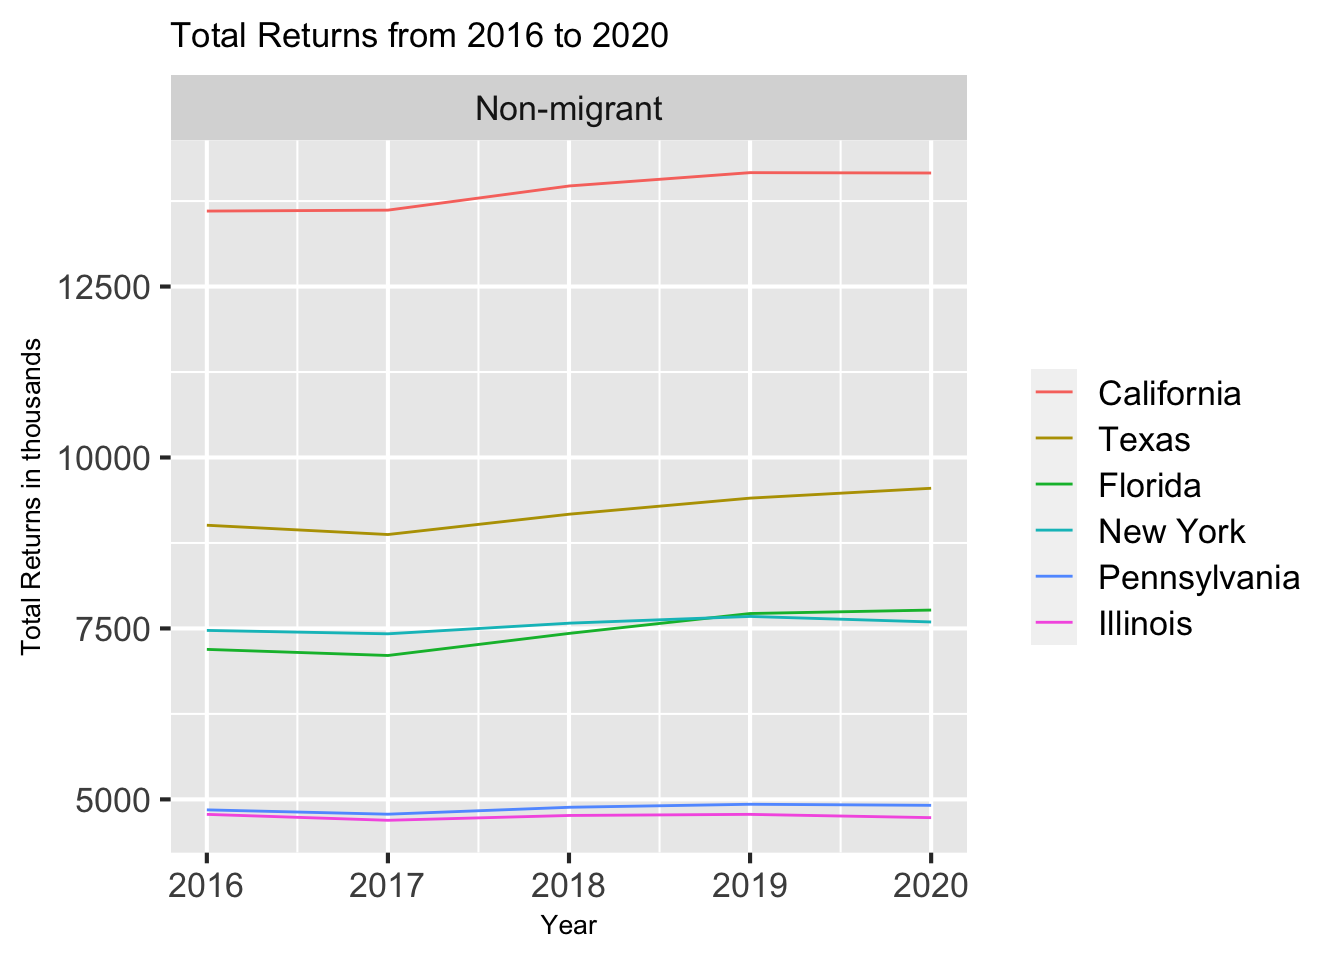 Total Returns from 2016 to 2020
Non-migrant
12500
10000
7500
5000
Total Returns in thousands
2016 2017 2018 2019 2020
Year
California
Texas
Florida
New York
Pennsylvania
Illinois